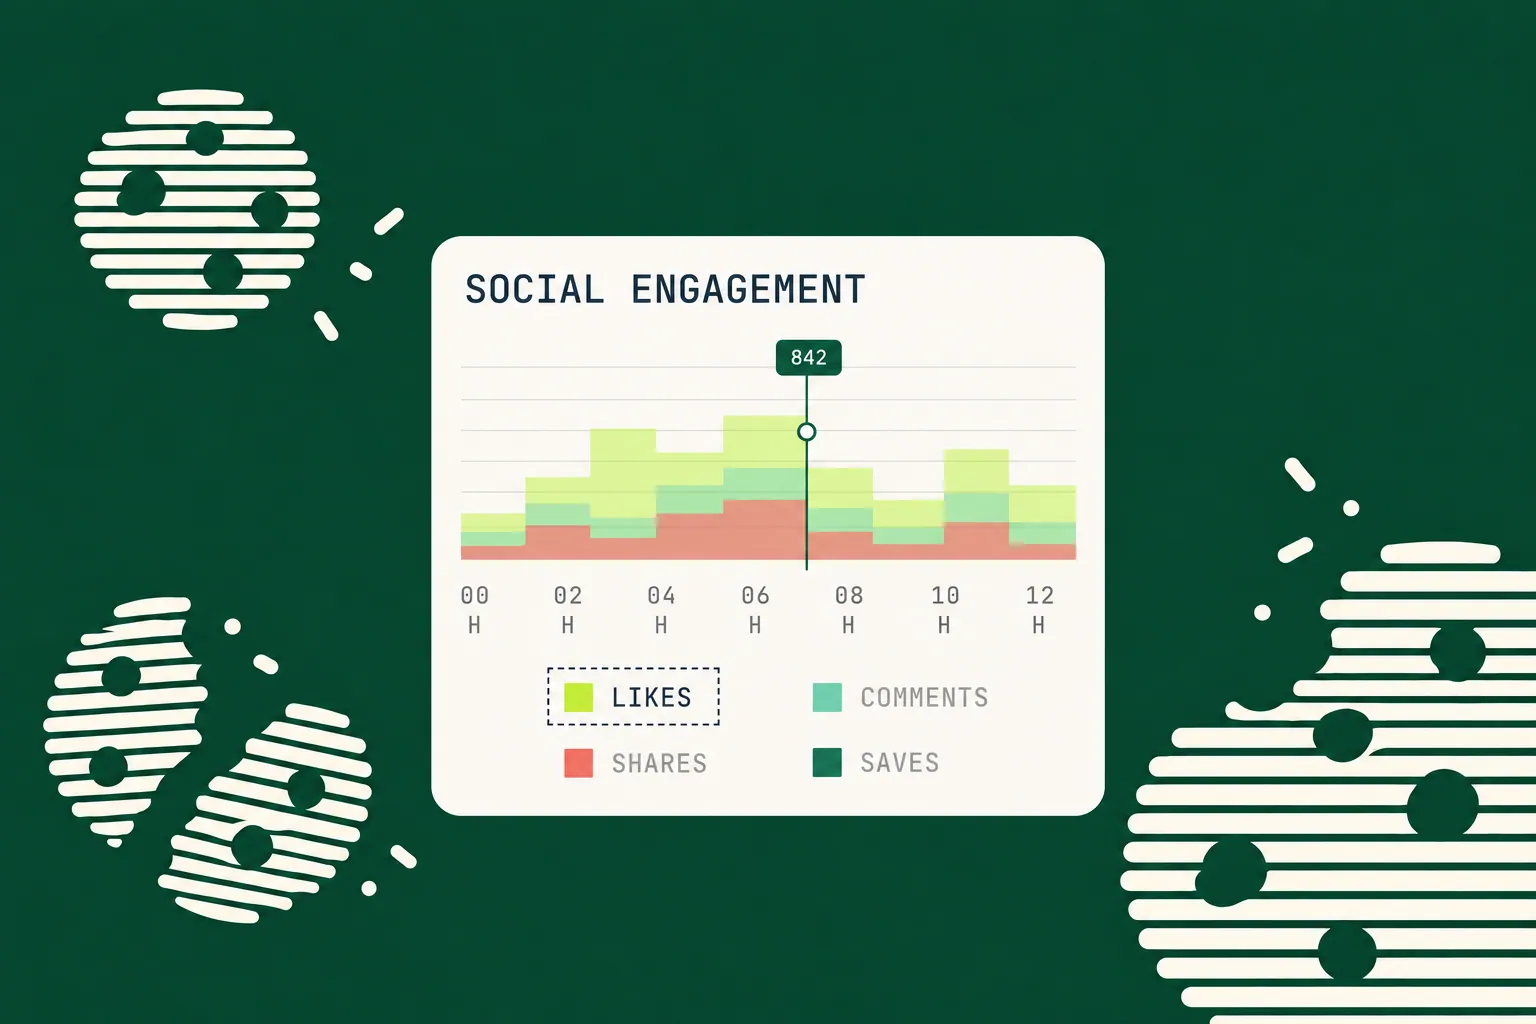 SOCIAL ENGAGEMENT
842
00 02 04 06 08 10 12
H H H H H H H
LIKES COMMENTS
SHARES SAVES